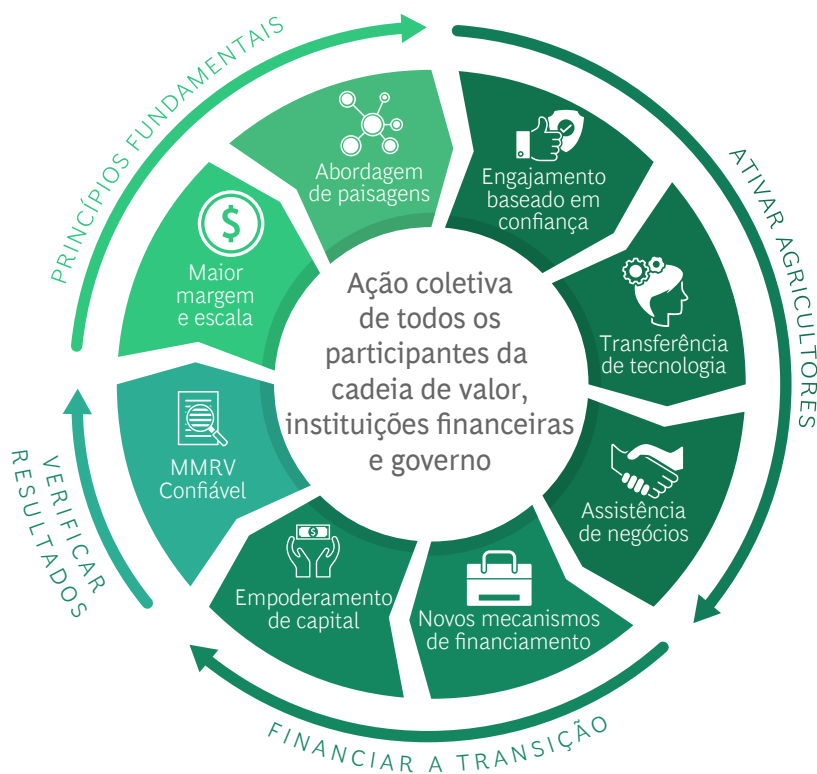 PRINCÍPIOS FUNDAMENTAIS
Maior
margem
e escala
Abordagem
de paisagens
ATIVAR AGRICULTORES
Engajamento
baseado em
confiança
Transferência
de tecnologia
Assistência
de negócios
FINANCIAR A TRANSIÇÃO
Novos mecanismos
de financiamento
Empoderamento
de capital
VERIFICAR
RESULTADOS
MMRV
Confiável
Ação coletiva
de todos os
participantes da
cadeia de valor,
instituições financeiras
e governo